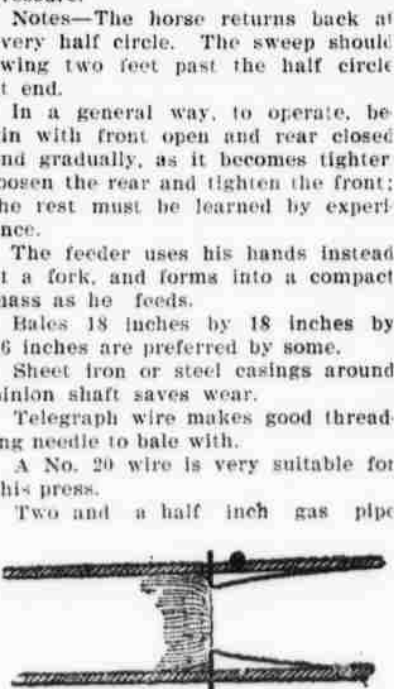 Notes—The horse returns back at
very half circle. The sweep should
wing two feet past the half circle
t end.
In a general way, to operate, be-
in with front open and rear closed
nd gradually, as it becomes tighter
oosen the rear and tighten the front;
he rest must be learned by experi-
nce.
The feeder uses his hands instead
f a fork, and forms into a compact
mass as he feeds.
Bales 18 inches by 18 inches by
6 inches are preferred by some.
Sheet iron or steel casings around
pinion shaft saves wear.
Telegraph wire makes good thread-
ng needle to bale with.
A No. 20 wire is very suitable for
his press.
Two and a half inch gas pipe